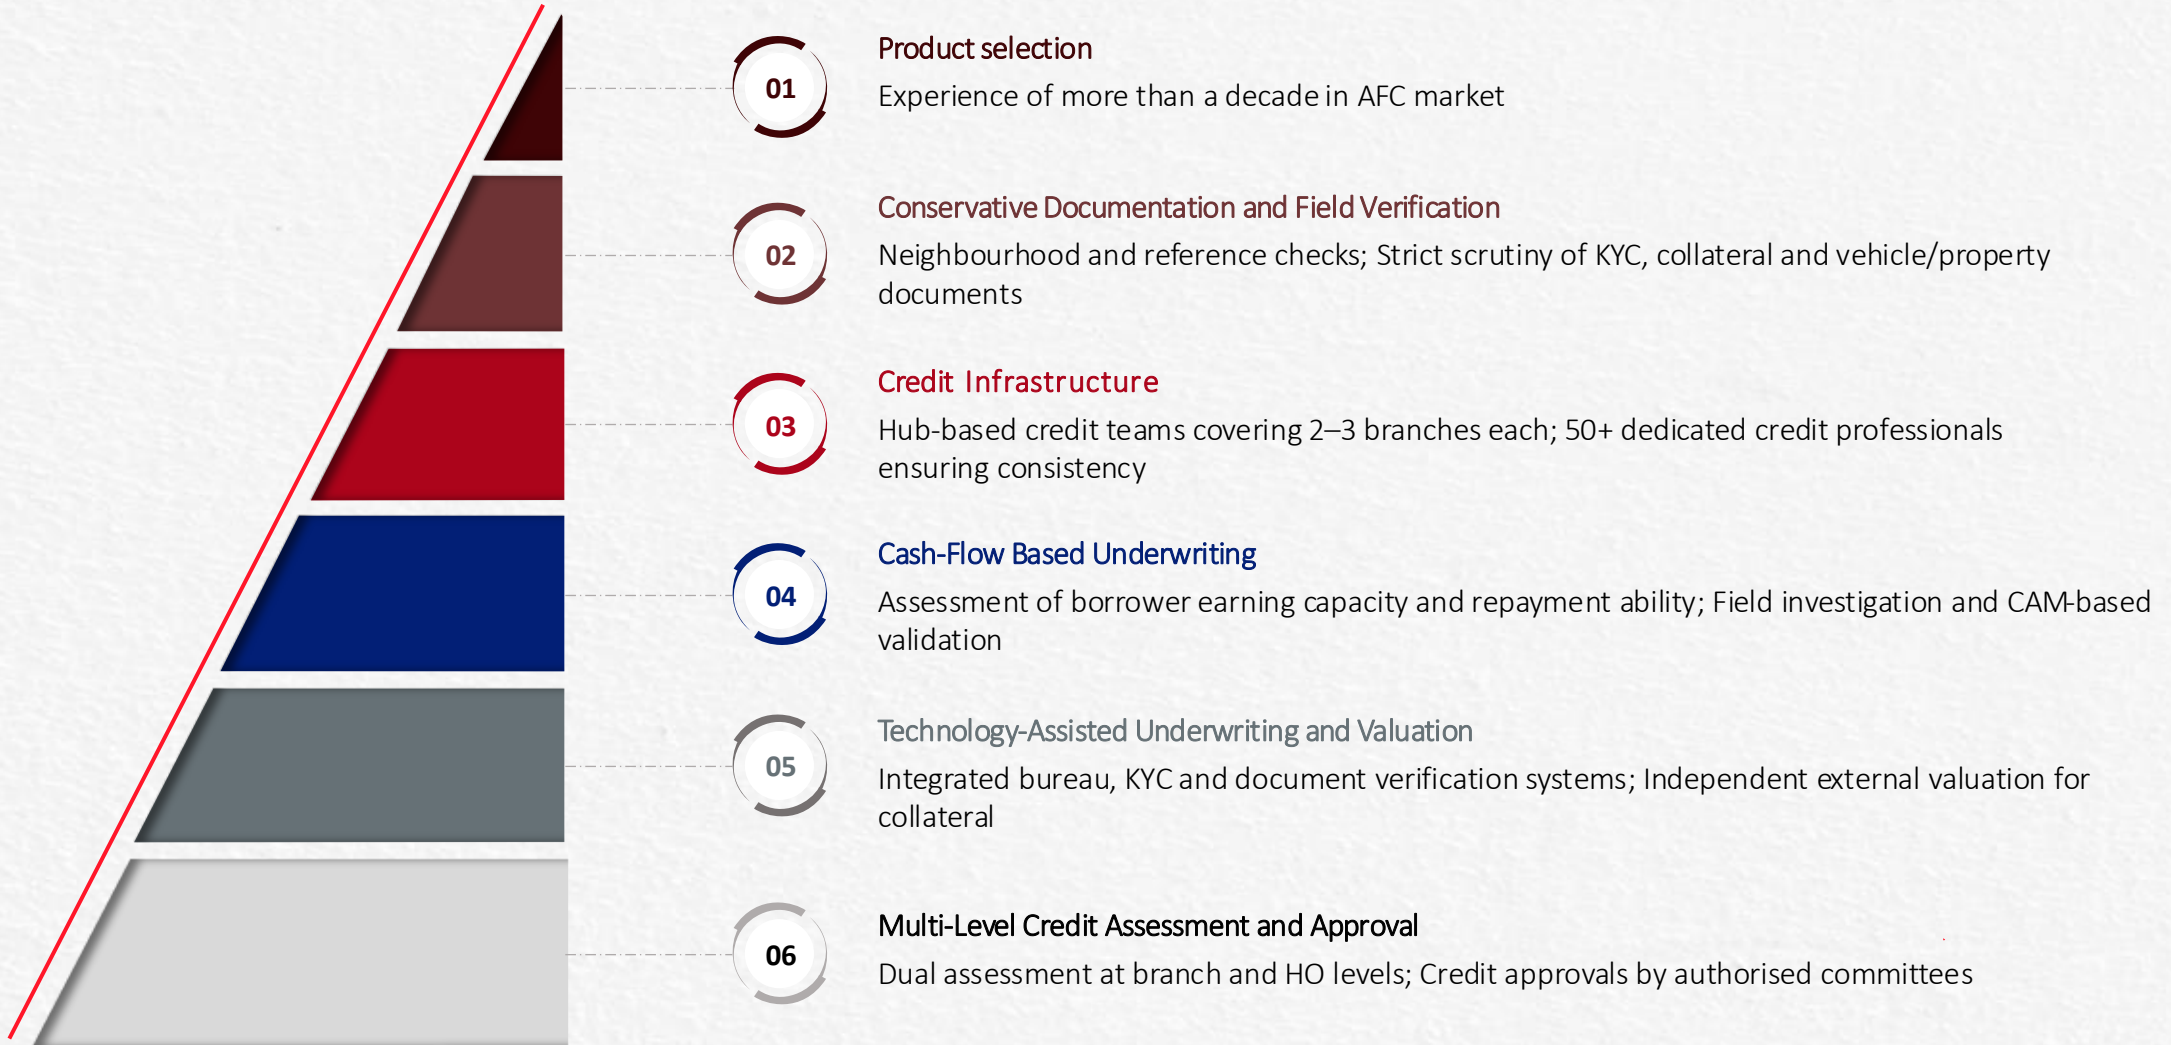 01
Product selection
Experience of more than a decade in AFC market
02
Conservative Documentation and Field Verification
Neighbourhood and reference checks; Strict scrutiny of KYC, collateral and vehicle/property
documents
03
Credit Infrastructure
Hub-based credit teams covering 2–3 branches each; 50+ dedicated credit professionals
ensuring consistency
04
Cash-Flow Based Underwriting
Assessment of borrower earning capacity and repayment ability; Field investigation and CAM-based
validation
05
Technology-Assisted Underwriting and Valuation
Integrated bureau, KYC and document verification systems; Independent external valuation for
collateral
06
Multi-Level Credit Assessment and Approval
Dual assessment at branch and HO levels; Credit approvals by authorised committees